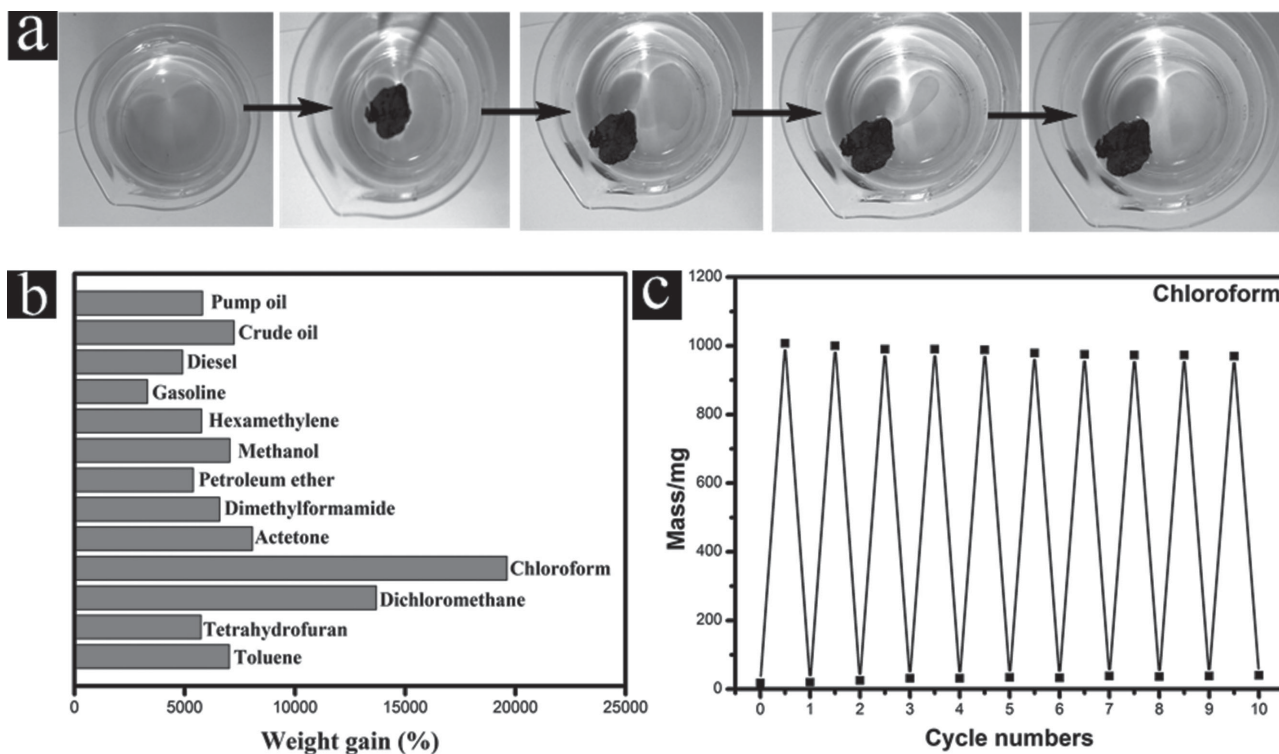 a
b
Pump oil
Crude oil
Diesel
Gasoline
Hexamethylene
Methanol
Petroleum ether
Dimethylformamide
Actetone
Chloroform
Dichloromethane
Tetrahydrofuran
Toluene
0 5000 10000 15000 20000 25000
Weight gain (%)
c
Chloroform
1200
1000
800
600
400
200
0
Mass/mg
0 1 2 3 4 5 6 7 8 9 10
Cycle numbers